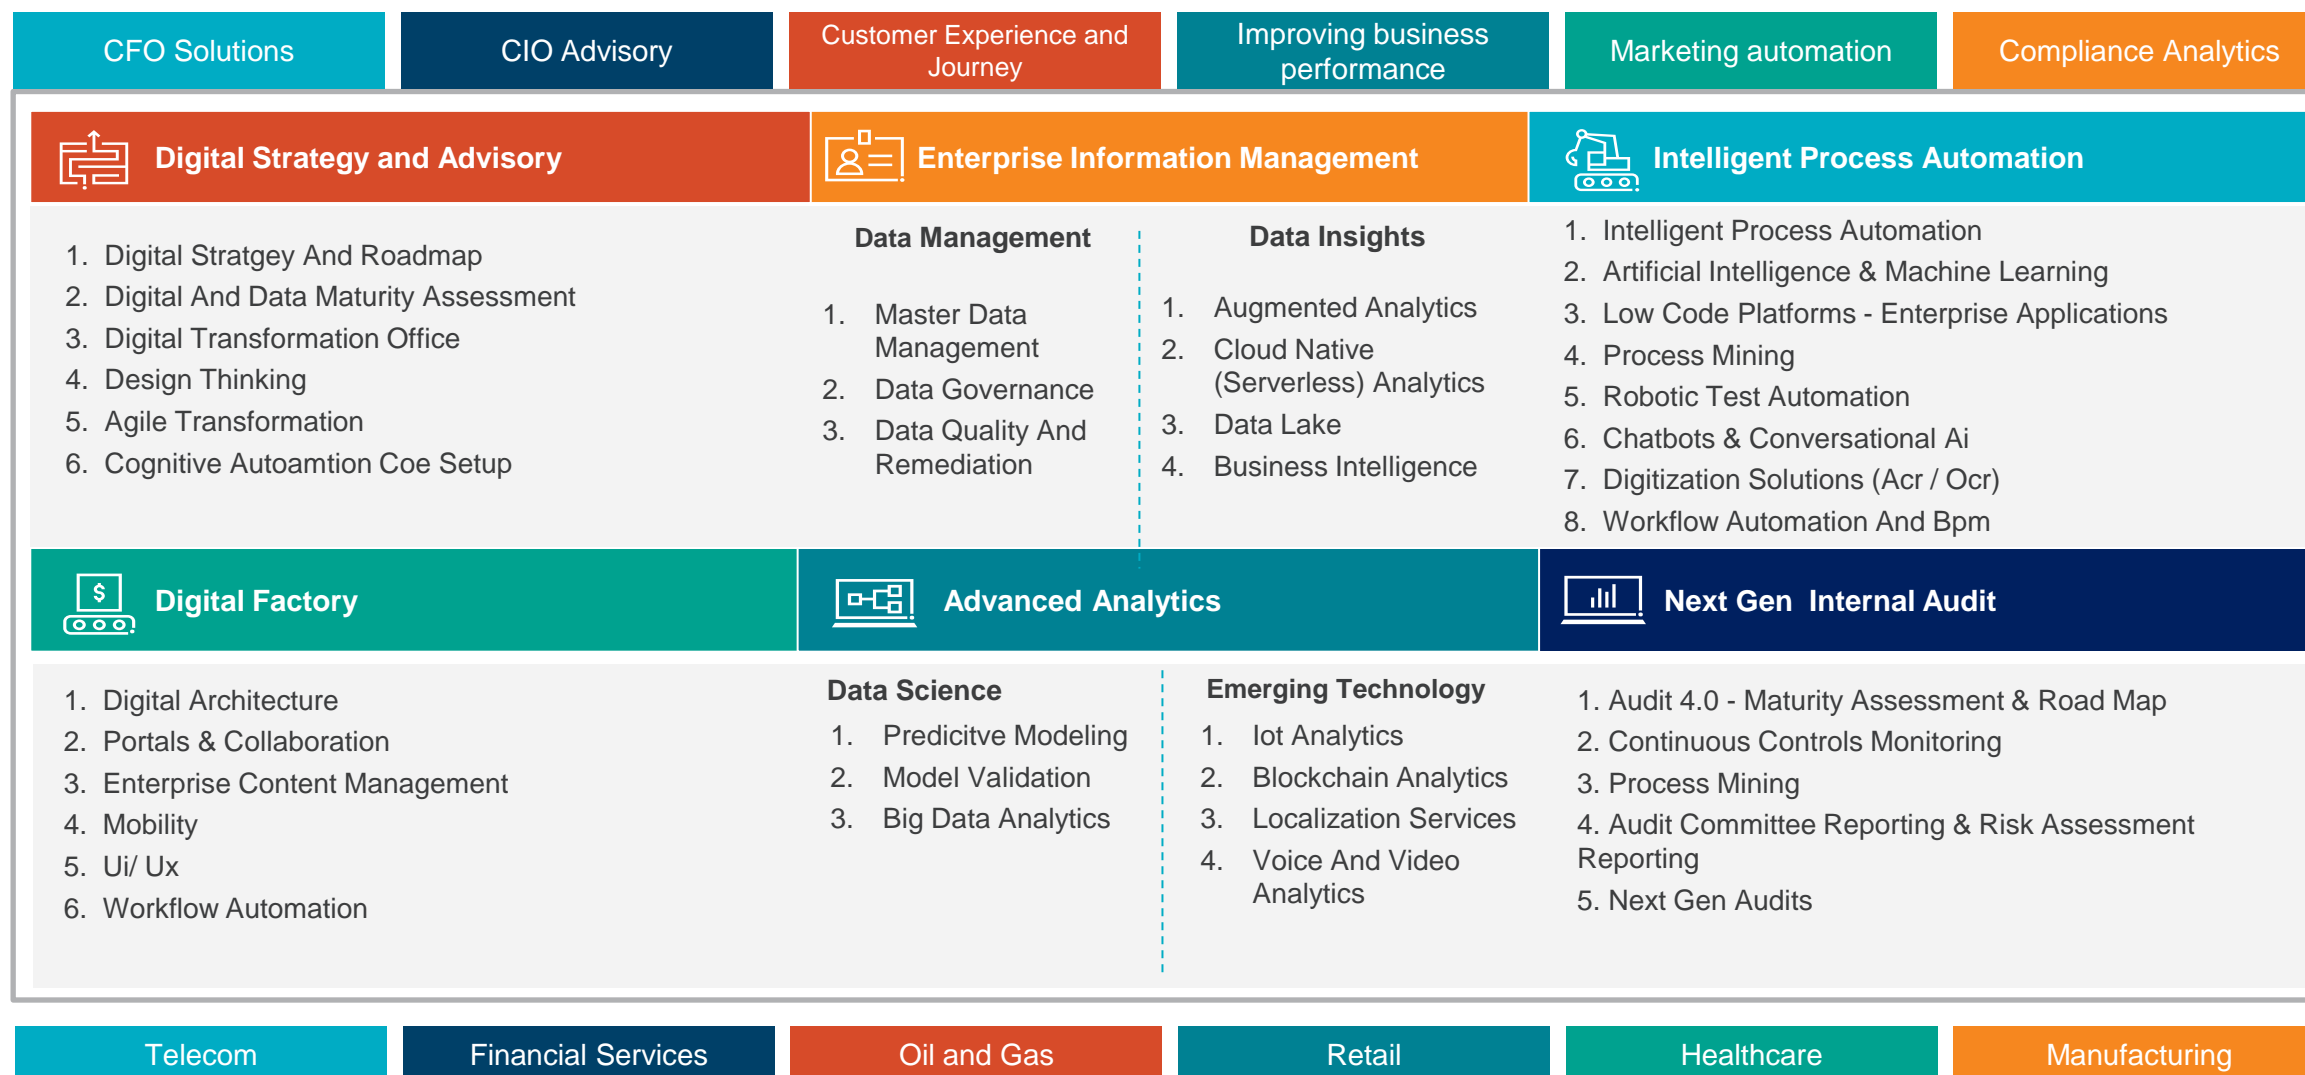 CFO Solutions
CIO Advisory
Customer Experience and
Journey
Improving business
performance
Marketing automation
Compliance Analytics
Digital Strategy and Advisory
1. Digital Stratgey And Roadmap
2. Digital And Data Maturity Assessment
3. Digital Transformation Office
4. Design Thinking
5. Agile Transformation
6. Cognitive Autoamtion Coe Setup
Enterprise Information Management
Data Management
1. Master Data
Management
2. Data Governance
3. Data Quality And
Remediation
Data Insights
1. Augmented Analytics
2. Cloud Native
(Serverless) Analytics
3. Data Lake
4. Business Intelligence
Intelligent Process Automation
1. Intelligent Process Automation
2. Artificial Intelligence & Machine Learning
3. Low Code Platforms - Enterprise Applications
4. Process Mining
5. Robotic Test Automation
6. Chatbots & Conversational Ai
7. Digitization Solutions (Acr / Ocr)
8. Workflow Automation And Bpm
$
Digital Factory
1. Digital Architecture
2. Portals & Collaboration
3. Enterprise Content Management
4. Mobility
5. Ui/ Ux
6. Workflow Automation
Advanced Analytics
Data Science
1. Predicitve Modeling
2. Model Validation
3. Big Data Analytics
Emerging Technology
1. Iot Analytics
2. Blockchain Analytics
3. Localization Services
4. Voice And Video
Analytics
Next Gen Internal Audit
1. Audit 4.0 - Maturity Assessment & Road Map
2. Continuous Controls Monitoring
3. Process Mining
4. Audit Committee Reporting & Risk Assessment
Reporting
5. Next Gen Audits
Telecom
Financial Services
Oil and Gas
Retail
Healthcare
Manufacturing